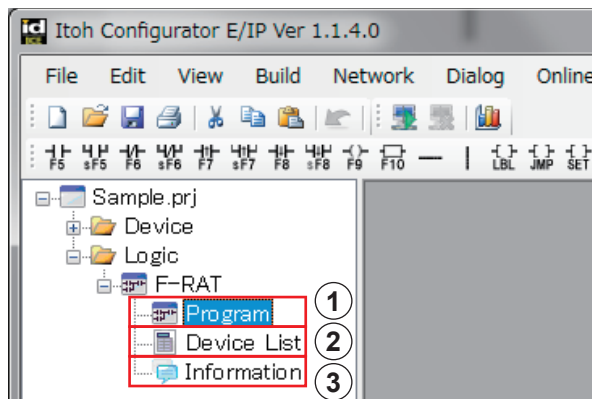 Itoh Configurator E/IP Ver 1.1.4.0
File Edit View Build Network Dialog Online
F5 sF5 F6 sF6 F7 sF7 F8 sF8 F9 F10 LBL JMP SET
Sample.prj
Device
Logic
F-RAT
Program 1
Device List 2
Information 3